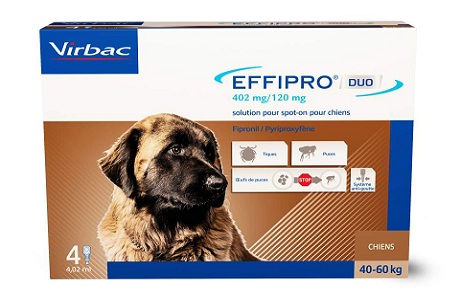 Virbac
EFFIPRO® DUO
402 mg/120 mg
solution pour spot-on pour chiens
Fipronil / Pyriproxyfène
Tiques
Puces
Œufs de puces
STOP
Système
anti-goutte
4
4,02 ml
CHIENS
40-60 kg